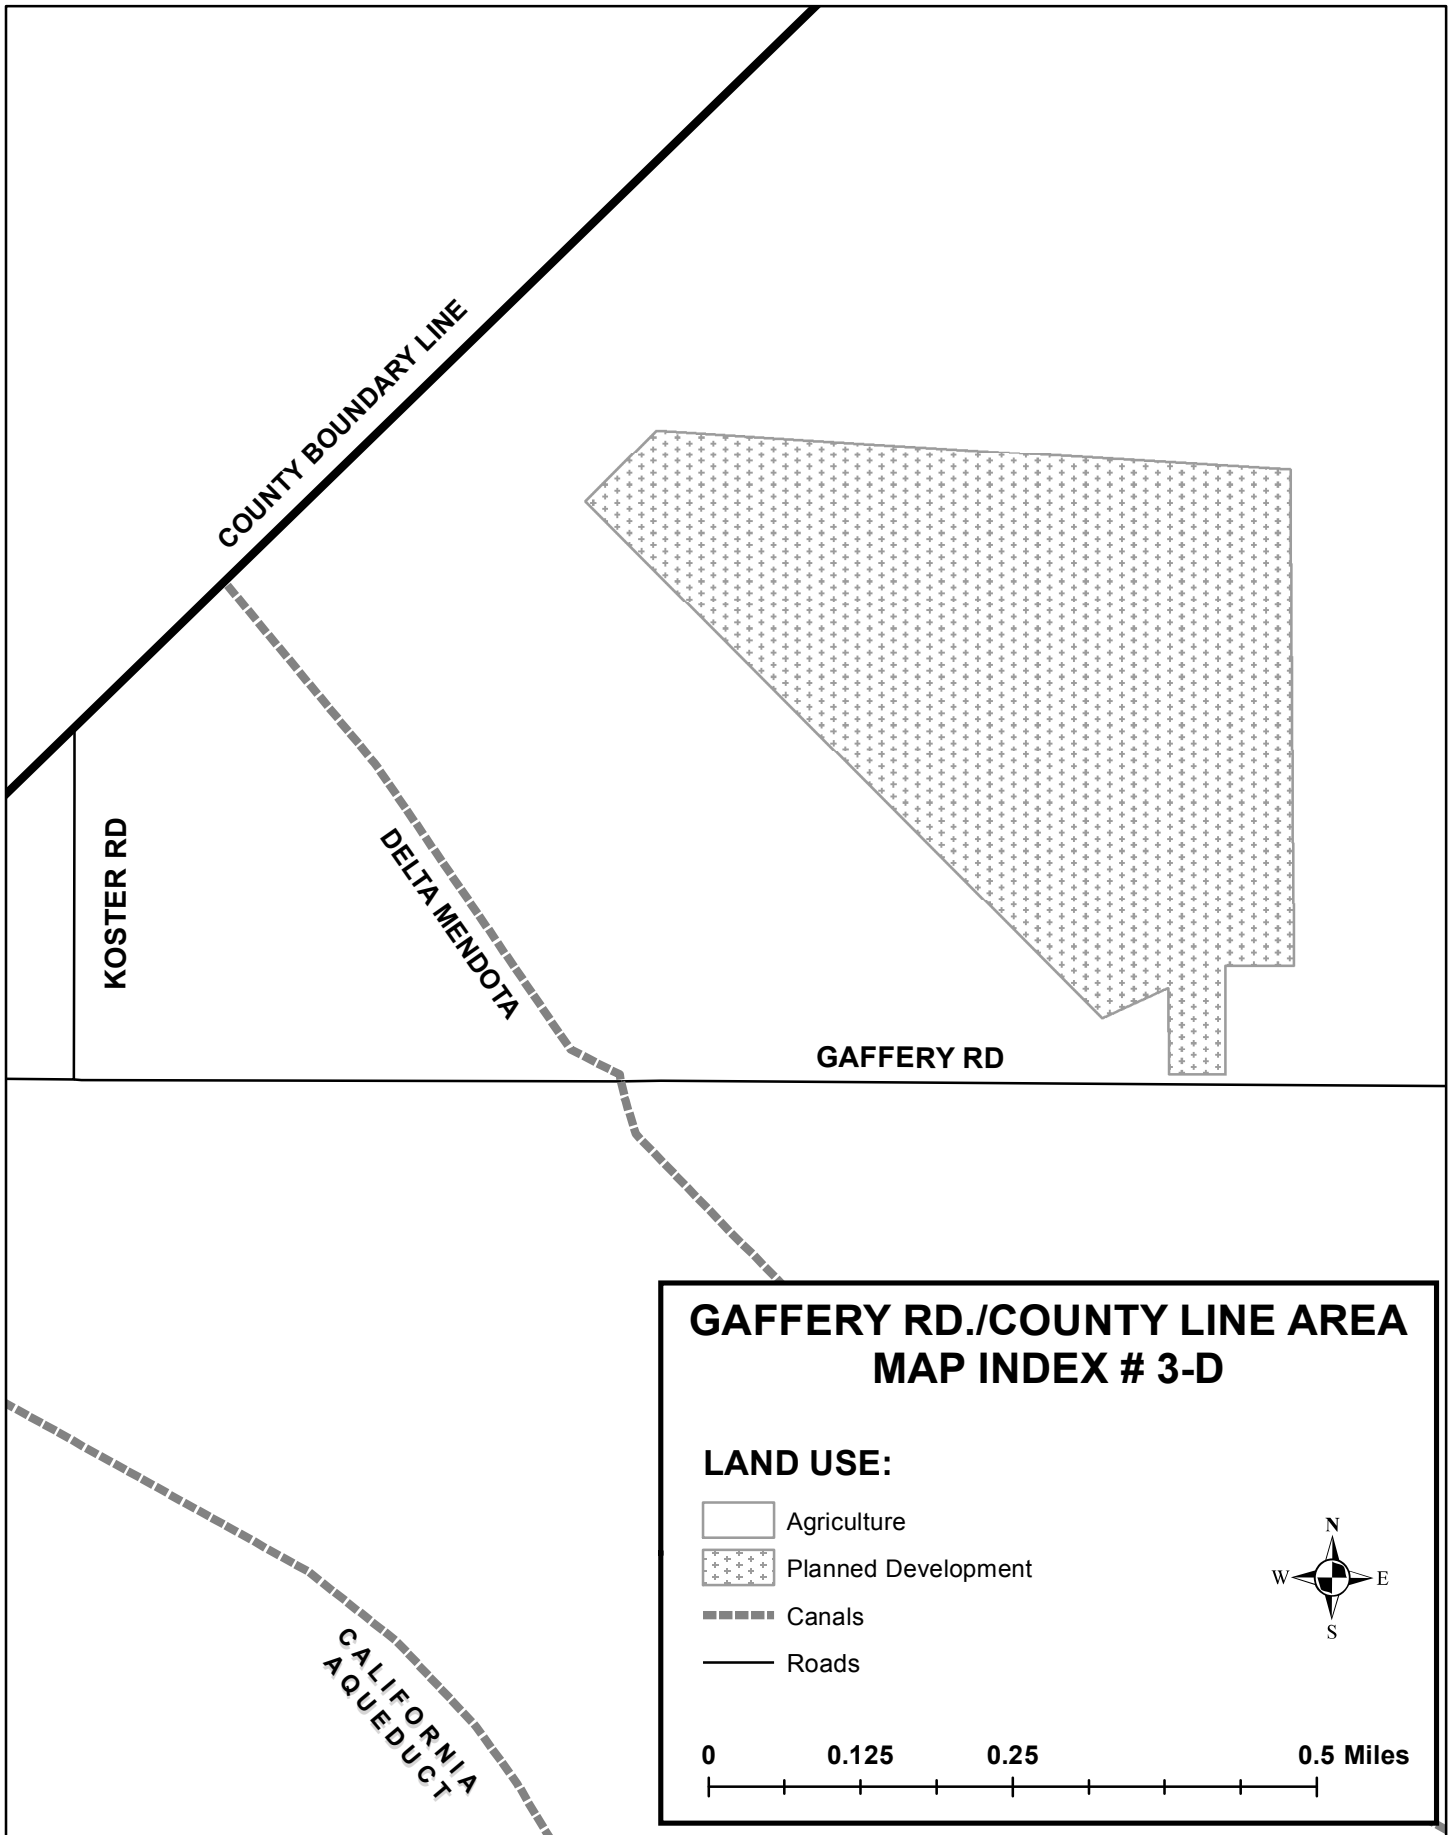 COUNTY BOUNDARY LINE
KOSTER RD
DELTA MENDOTA
GAFFERY RD
CALIFORNIA
AQUEDUCT
GAFFERY RD./COUNTY LINE AREA
MAP INDEX # 3-D
LAND USE:
Agriculture
Planned Development
Canals
Roads
N
W E
S
0 0.125 0.25 0.5 Miles